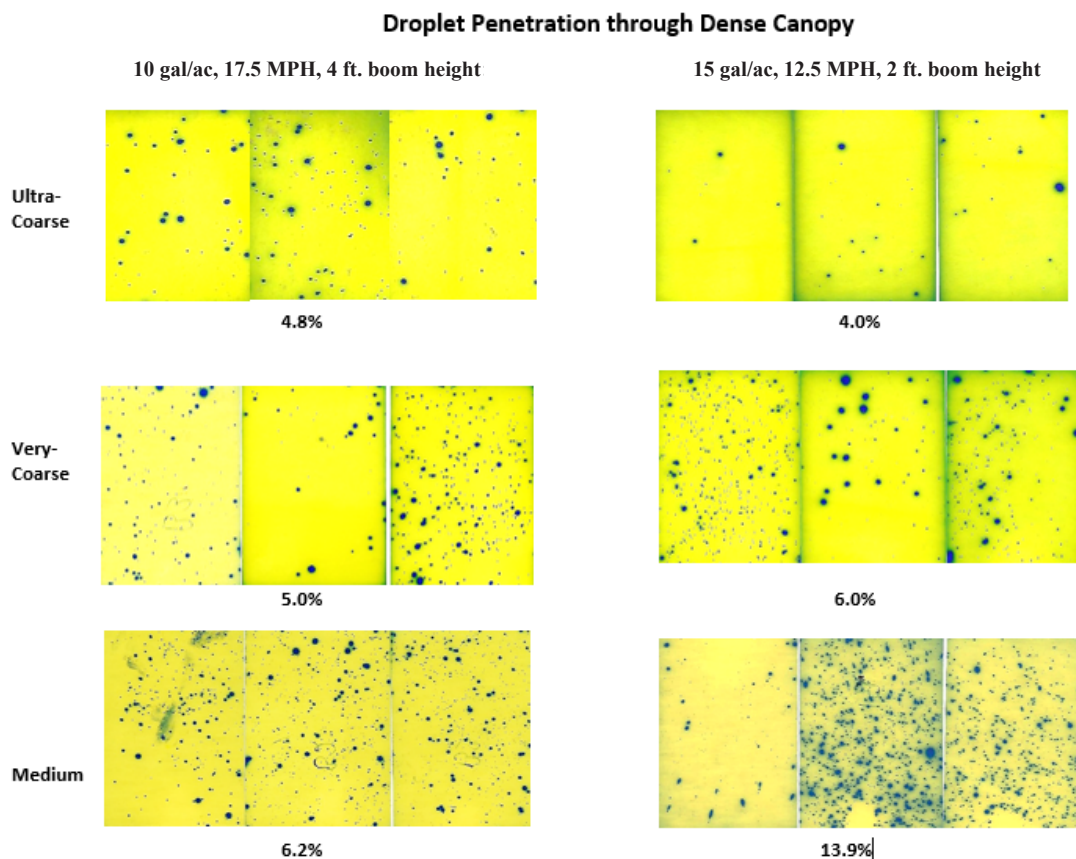 Droplet Penetration through Dense Canopy
10 gal/ac, 17.5 MPH, 4 ft. boom height
15 gal/ac, 12.5 MPH, 2 ft. boom height
Ultra-
Coarse
4.8%
4.0%
Very-
Coarse
5.0%
6.0%
Medium
6.2%
13.9%